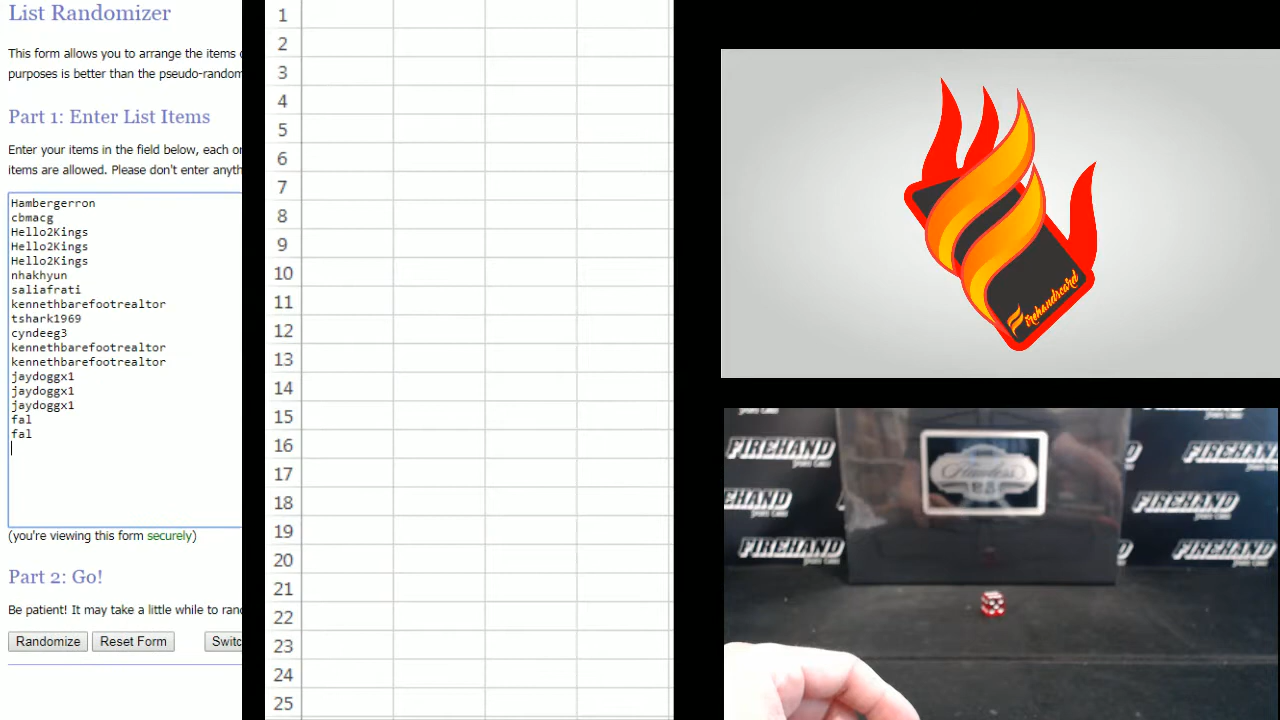 List Randomizer
This form allows you to arrange the items
purposes is better than the pseudo-random
Part 1: Enter List Items
Enter your items in the field below, each
items are allowed. Please don't enter
Hambergerron
cbmacg
Hello2Kings
Hello2Kings
Hello2Kings
nhakhyun
saliafrati
kennethbarefootrealtor
tshark1969
cyndeeg3
kennethbarefootrealtor
kennethbarefootrealtor
jaydoggx1
jaydoggx1
jaydoggx1
fal
fal
(you're viewing this form securely)
Part 2: Go!
Be patient! It may take a little while to
Randomize Reset Form
1
2
3
4
5
6
7
8
9
10
11
12
13
14
15
16
17
18
19
20
21
22
23
24
25
Firehandscard
FIREHAND
FIREHAND
FIREHAND
FIREHAND
FIREHAND
FIREHAND
Flawless